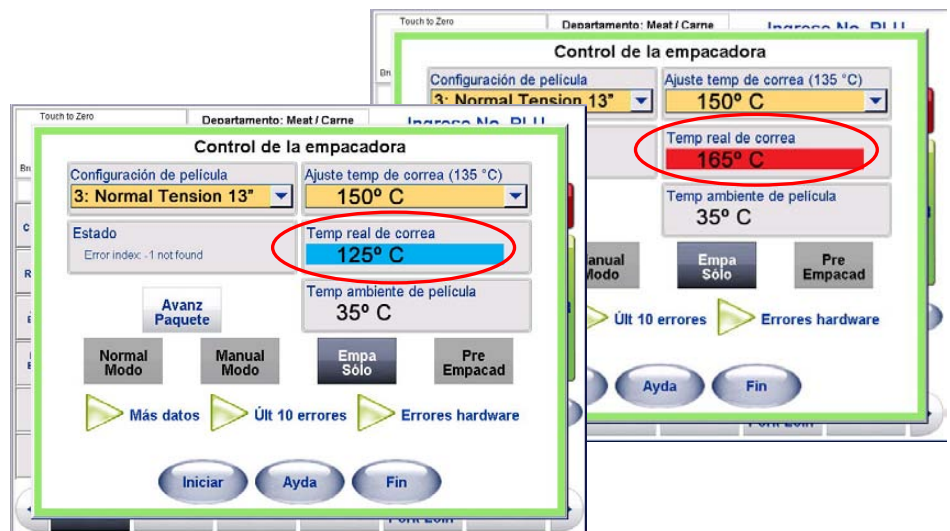 Touch to Zero
Departamento: Meat / Carne
Control de la empacadora
Configuración de película
Ajuste temp de correa (135 °C)
3: Normal Tension 13"
150º C
Temp real de correa
165º C
Temp ambiente de película
35º C
Empa
Sólo
Pre
Empacad
Últ 10 errores
Errores hardware
Ayda
Fin
Touch to Zero
Departamento: Meat / Carne
Ingreso No. PLU
Control de la empacadora
Configuración de película
Ajuste temp de correa (135 °C)
3: Normal Tension 13"
150º C
Estado
Temp real de correa
Error index: -1 not found
125º C
Temp ambiente de película
35º C
Avanz
Paquete
Normal
Modo
Manual
Modo
Empa
Sólo
Pre
Empacad
Más datos
Últ 10 errores
Errores hardware
Iniciar
Ayda
Fin